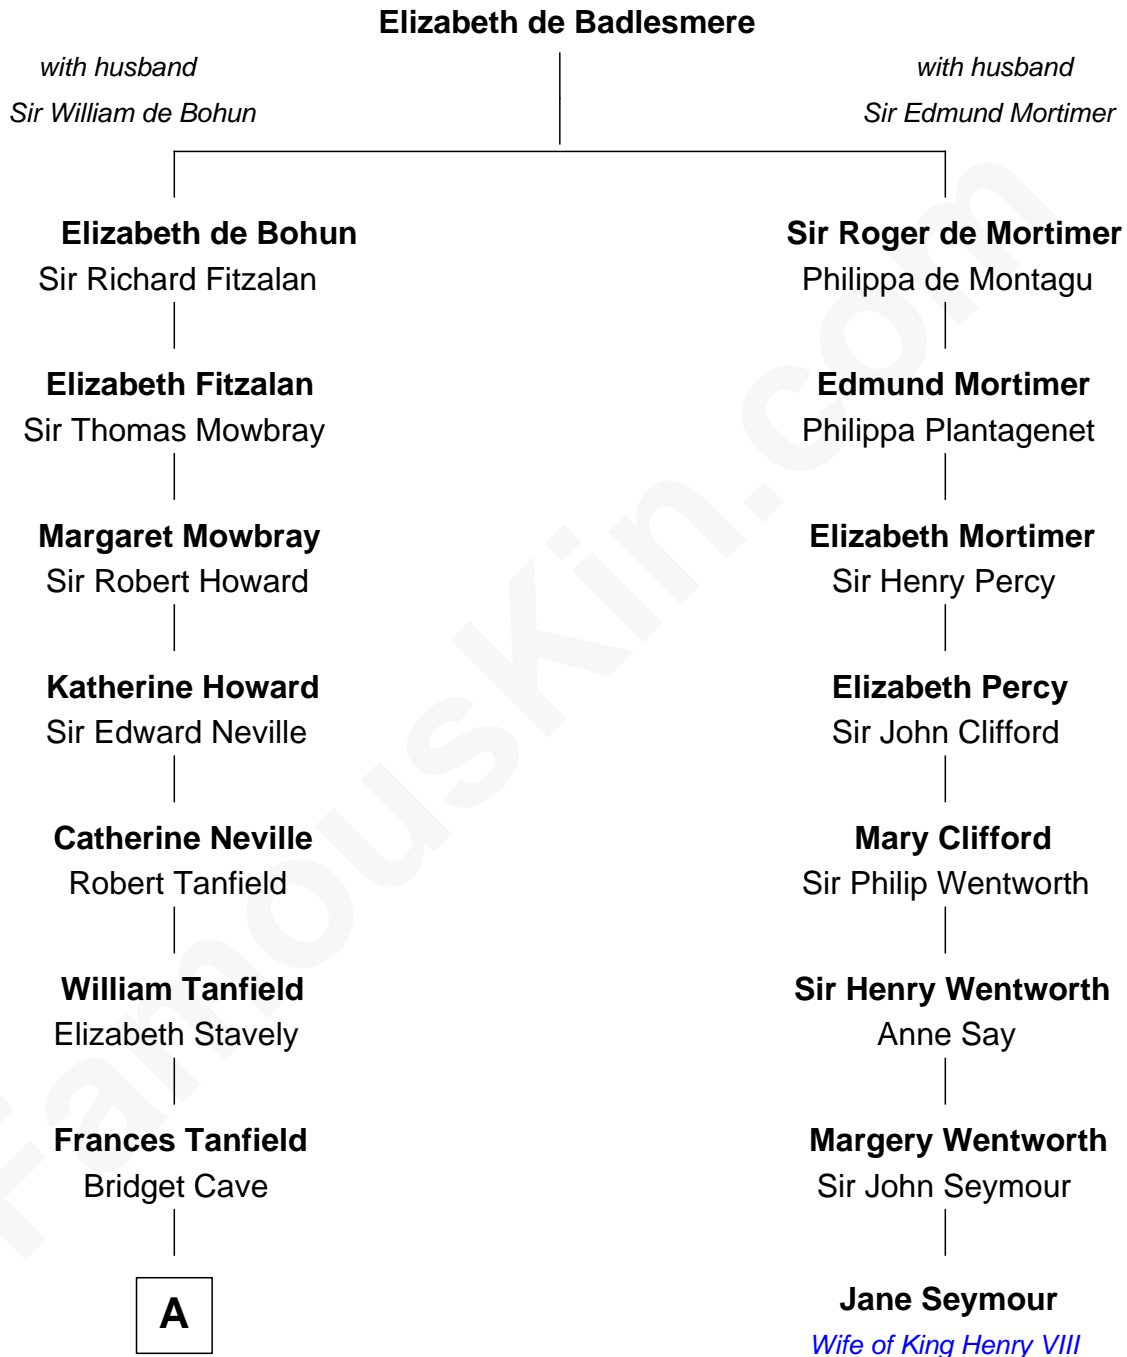 Elizabeth de Badlesmere
with husband
Sir William de Bohun
with husband
Sir Edmund Mortimer
Elizabeth de Bohun
Sir Richard Fitzalan
Elizabeth Fitzalan
Sir Thomas Mowbray
Margaret Mowbray
Sir Robert Howard
Katherine Howard
Sir Edward Neville
Catherine Neville
Robert Tanfield
William Tanfield
Elizabeth Stavely
Frances Tanfield
Bridget Cave
A
Sir Roger de Mortimer
Philippa de Montagu
Edmund Mortimer
Philippa Plantagenet
Elizabeth Mortimer
Sir Henry Percy
Elizabeth Percy
Sir John Clifford
Mary Clifford
Sir Philip Wentworth
Sir Henry Wentworth
Anne Say
Margery Wentworth
Sir John Seymour
Jane Seymour
Wife of King Henry VIII
FamousKin.com